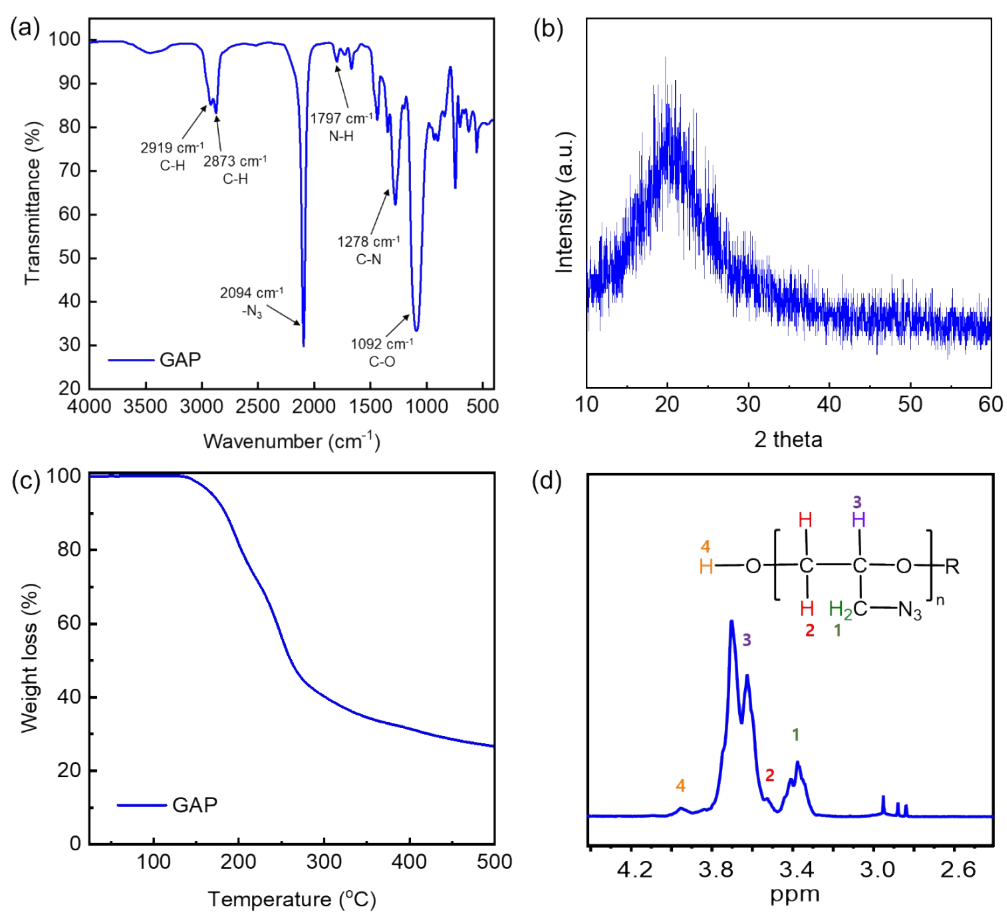 (a)
100
90
80
70
60
50
40
30
20
Transmittance (%)
2919 cm⁻¹
C-H
2873 cm⁻¹
C-H
1797 cm⁻¹
N-H
1278 cm⁻¹
C-N
2094 cm⁻¹
-N₃
1092 cm⁻¹
C-O
GAP
4000 3500 3000 2500 2000 1500 1000 500
Wavenumber (cm⁻¹)
(b)
Intensity (a.u.)
10 20 30 40 50 60
2 theta
(c)
100
80
60
40
20
0
Weight loss (%)
GAP
100 200 300 400 500
Temperature (°C)
(d)
3
H H
4
H O C C O R
n
H H₂C N₃
2 1
3
1
2
4
4.2 3.8 3.4 3.0 2.6
ppm